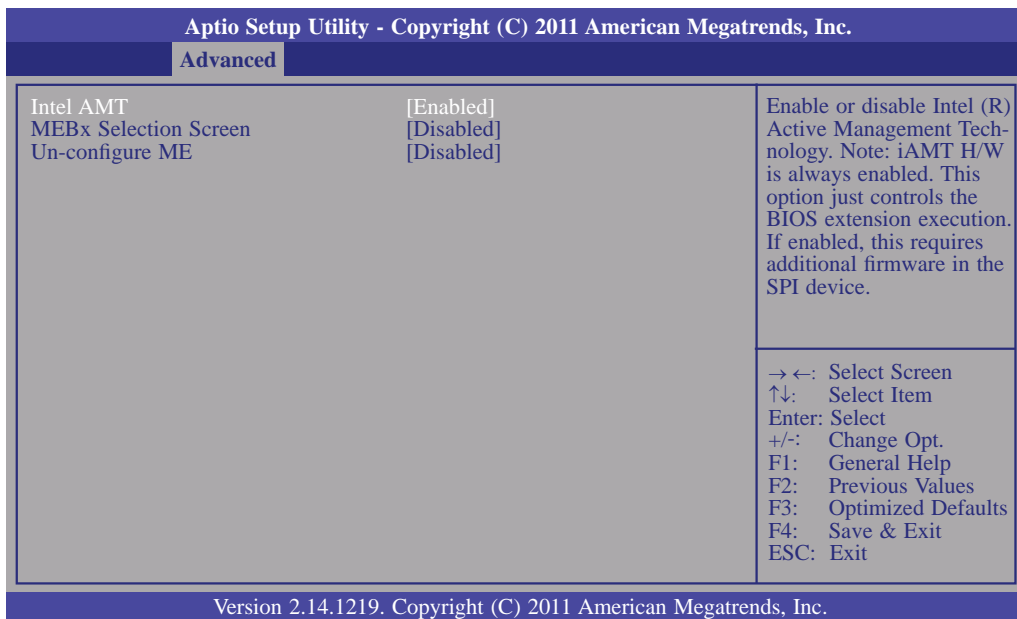 Aptio Setup Utility - Copyright (C) 2011 American Megatrends, Inc.
Advanced
Intel AMT [Enabled]
MEBx Selection Screen [Disabled]
Un-configure ME [Disabled]
Enable or disable Intel (R)
Active Management Tech-
nology. Note: iAMT H/W
is always enabled. This
option just controls the
BIOS extension execution.
If enabled, this requires
additional firmware in the
SPI device.
→ ←: Select Screen
↑↓: Select Item
Enter: Select
+/-: Change Opt.
F1: General Help
F2: Previous Values
F3: Optimized Defaults
F4: Save & Exit
ESC: Exit
Version 2.14.1219. Copyright (C) 2011 American Megatrends, Inc.